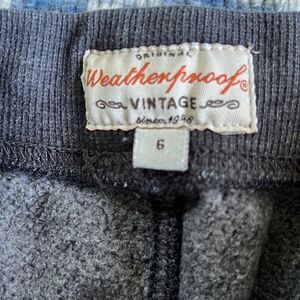 ORIGINAL
Weatherproof®
VINTAGE
Since 1948
6